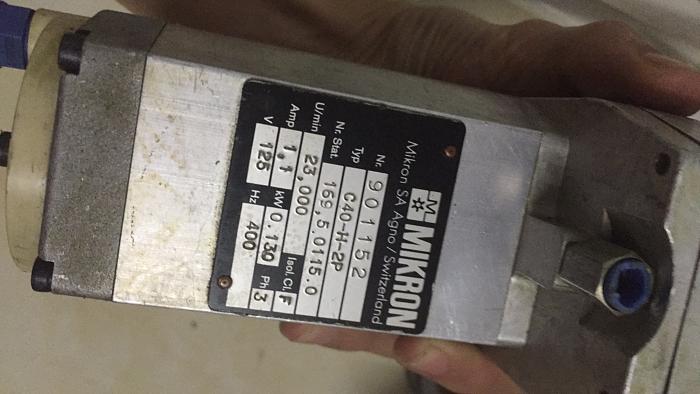 MIKRON
Mikron SA Agno / Switzerland
Nr. 901152
Typ C40-H-2P
Nr. Stat. 169,5.0115.0
U/min 23,000
Amp 1,1 kW 0.130 Isol.Cl. F
V 125 Hz 400 Ph 3